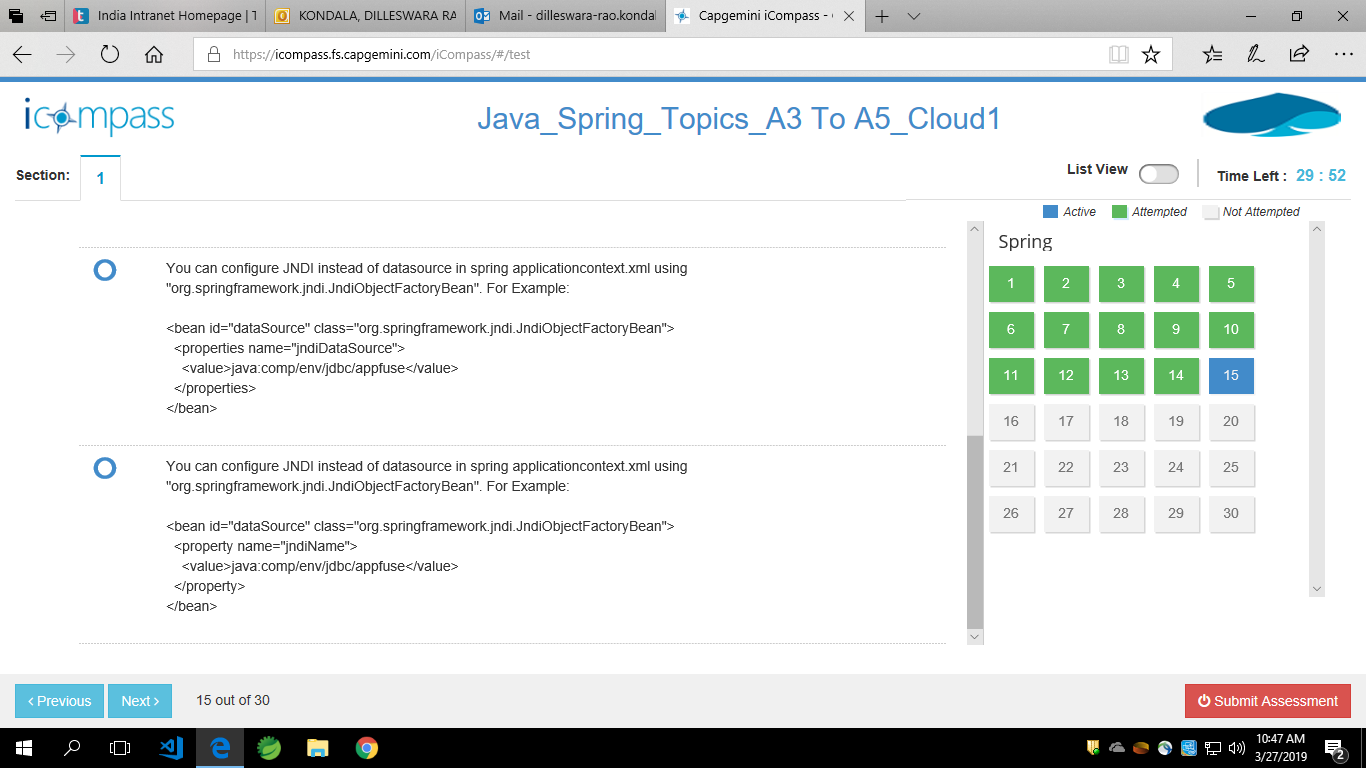 India Intranet Homepage | T
KONDALA, DILLESWARA RA
Mail - dilleswara-rao.kondal
Capgemini iCompass -
https://icompass.fs.capgemini.com/iCompass/#/test
icompass
Java_Spring_Topics_A3 To A5_Cloud1
Section:
1
List View
Time Left : 29 : 52
Active
Attempted
Not Attempted
You can configure JNDI instead of datasource in spring applicationcontext.xml using
"org.springframework.jndi.JndiObjectFactoryBean". For Example:
<bean id="dataSource" class="org.springframework.jndi.JndiObjectFactoryBean">
<properties name="jndiDataSource">
<value>java:comp/env/jdbc/appfuse</value>
</properties>
</bean>
You can configure JNDI instead of datasource in spring applicationcontext.xml using
"org.springframework.jndi.JndiObjectFactoryBean". For Example:
<bean id="dataSource" class="org.springframework.jndi.JndiObjectFactoryBean">
<property name="jndiName">
<value>java:comp/env/jdbc/appfuse</value>
</property>
</bean>
Spring
1 2 3 4 5
6 7 8 9 10
11 12 13 14 15
16 17 18 19 20
21 22 23 24 25
26 27 28 29 30
‹ Previous
Next ›
15 out of 30
Submit Assessment
10:47 AM
3/27/2019
2